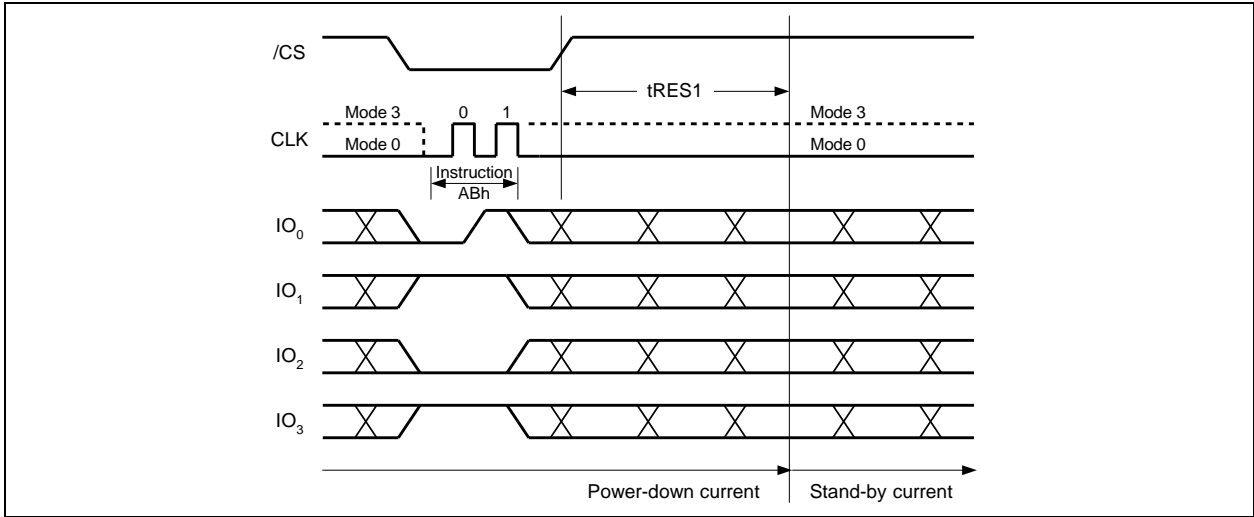 /CS
tRES1
Mode 3 0 1 Mode 3
CLK
Mode 0 Mode 0
Instruction
ABh
IO0
IO1
IO2
IO3
Power-down current Stand-by current